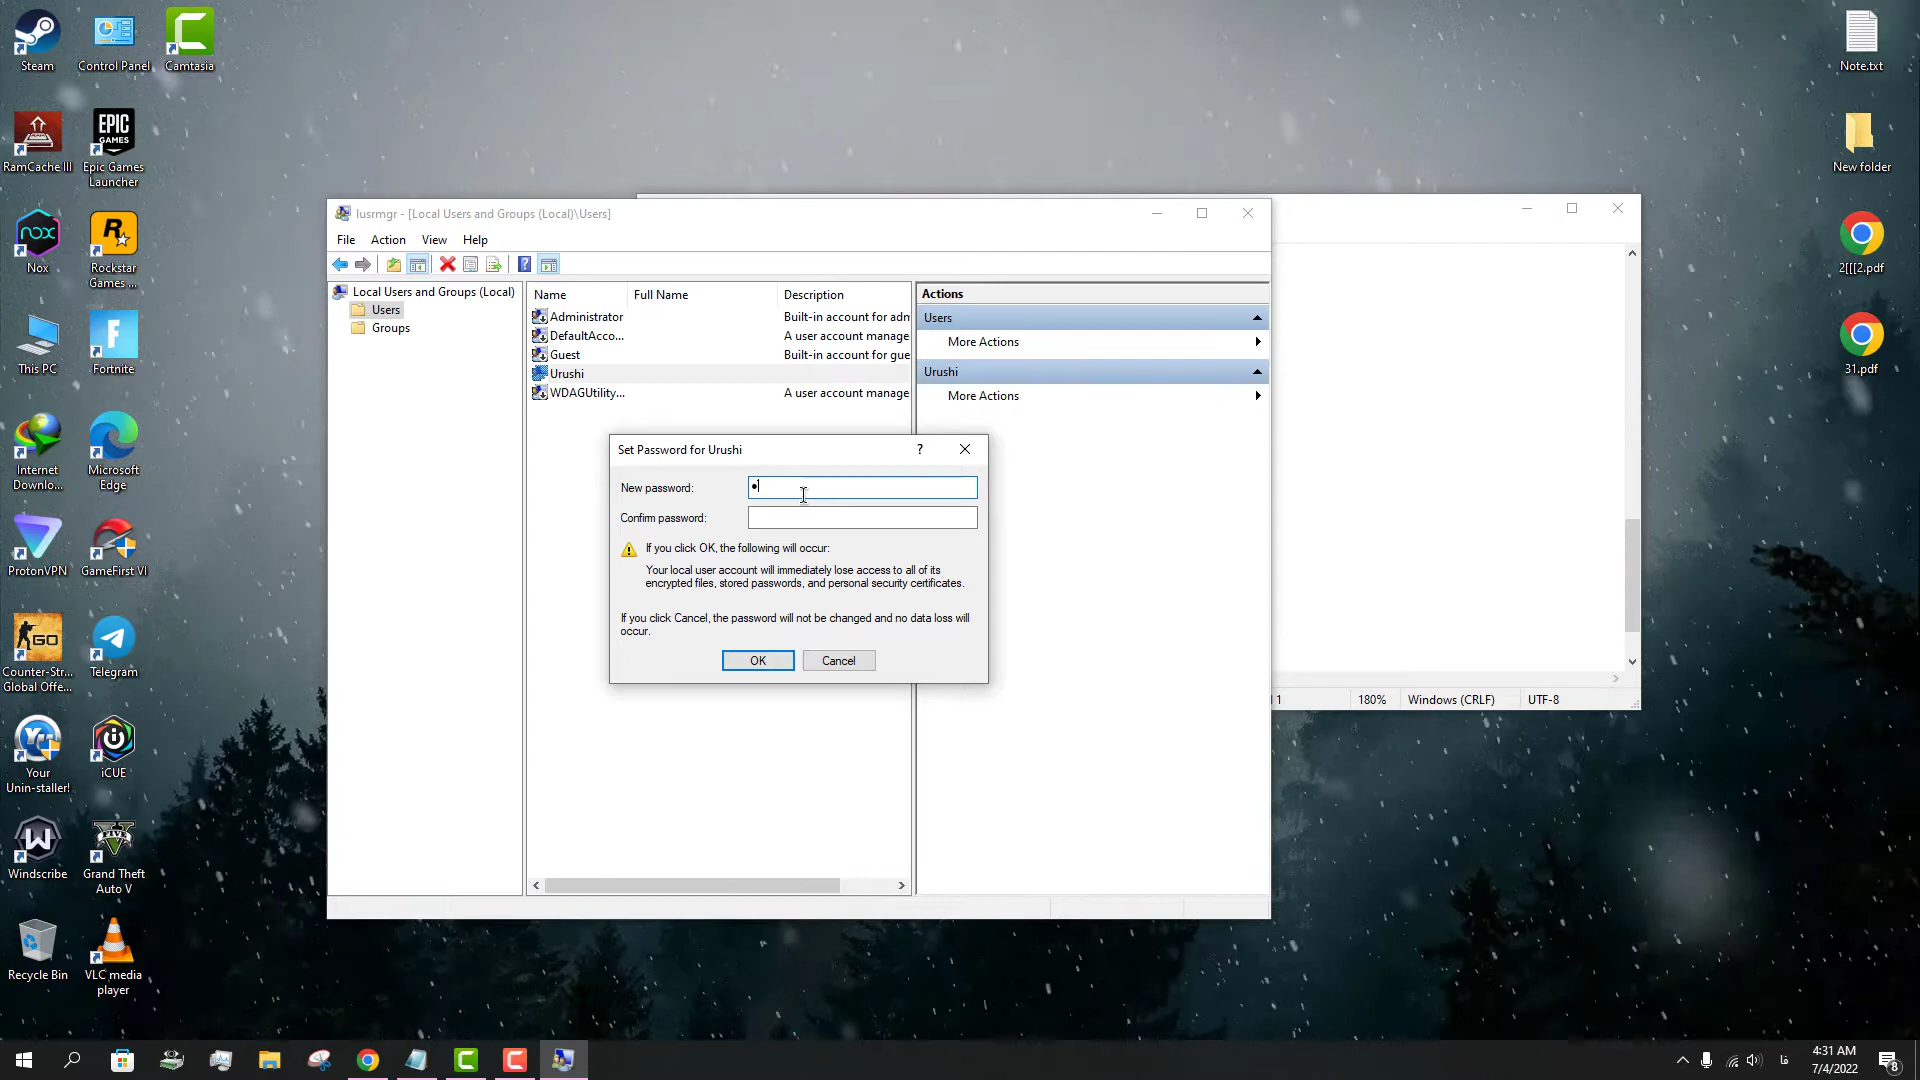 Steam
Control Panel
Camtasia
RamCache III
EPIC
GAMES
Epic Games
Launcher
nox
Nox
Rockstar
Games ...
This PC
Fortnite
Internet
Downlo...
Microsoft
Edge
ProtonVPN
GameFirst VI
GO
Counter-Str...
Global Offe...
Telegram
Your
Unin-staller!
iCUE
Windscribe
Grand Theft
Auto V
Recycle Bin
VLC media
player
Note.txt
New folder
2[[[2.pdf
31.pdf
lusrmgr - [Local Users and Groups (Local)\Users]
File Action View Help
Local Users and Groups (Local)
Users
Groups
Name Full Name Description
Administrator Built-in account for adm
DefaultAcco... A user account manage
Guest Built-in account for gue
Urushi
WDAGUtility... A user account manage
Actions
Users
More Actions
Urushi
More Actions
Set Password for Urushi
New password:
Confirm password:
If you click OK, the following will occur:
Your local user account will immediately lose access to all of its
encrypted files, stored passwords, and personal security certificates.
If you click Cancel, the password will not be changed and no data loss will
occur.
OK Cancel
1 180% Windows (CRLF) UTF-8
فا
4:31 AM
7/4/2022
8